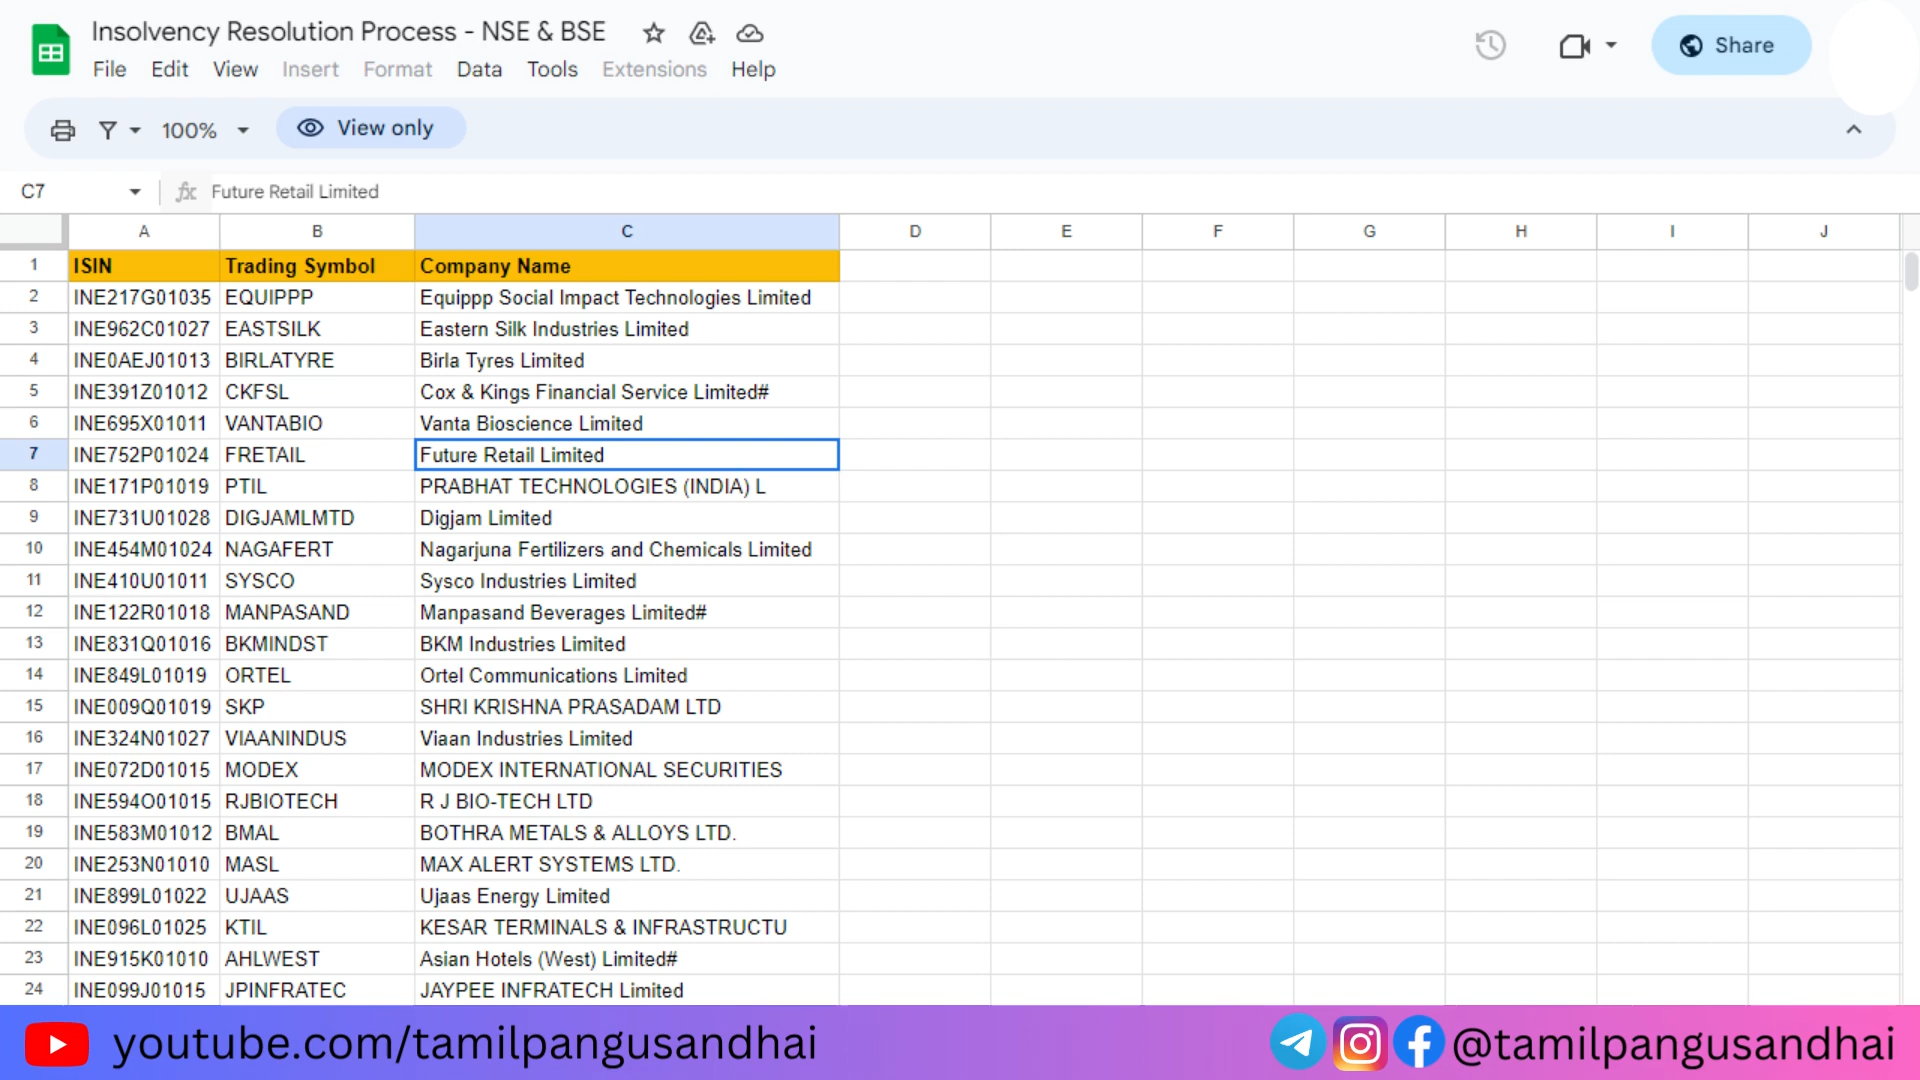 Insolvency Resolution Process - NSE & BSE
File Edit View Insert Format Data Tools Extensions Help
Share
100% View only
C7 fx Future Retail Limited
A B C D E F G H I J
1 ISIN Trading Symbol Company Name
2 INE217G01035 EQUIPPP Equippp Social Impact Technologies Limited
3 INE962C01027 EASTSILK Eastern Silk Industries Limited
4 INE0AEJ01013 BIRLATYRE Birla Tyres Limited
5 INE391Z01012 CKFSL Cox & Kings Financial Service Limited#
6 INE695X01011 VANTABIO Vanta Bioscience Limited
7 INE752P01024 FRETAIL Future Retail Limited
8 INE171P01019 PTIL PRABHAT TECHNOLOGIES (INDIA) L
9 INE731U01028 DIGJAMLMTD Digjam Limited
10 INE454M01024 NAGAFERT Nagarjuna Fertilizers and Chemicals Limited
11 INE410U01011 SYSCO Sysco Industries Limited
12 INE122R01018 MANPASAND Manpasand Beverages Limited#
13 INE831Q01016 BKMINDST BKM Industries Limited
14 INE849L01019 ORTEL Ortel Communications Limited
15 INE009Q01019 SKP SHRI KRISHNA PRASADAM LTD
16 INE324N01027 VIAANINDUS Viaan Industries Limited
17 INE072D01015 MODEX MODEX INTERNATIONAL SECURITIES
18 INE594O01015 RJBIOTECH R J BIO-TECH LTD
19 INE583M01012 BMAL BOTHRA METALS & ALLOYS LTD.
20 INE253N01010 MASL MAX ALERT SYSTEMS LTD.
21 INE899L01022 UJAAS Ujaas Energy Limited
22 INE096L01025 KTIL KESAR TERMINALS & INFRASTRUCTU
23 INE915K01010 AHLWEST Asian Hotels (West) Limited#
24 INE099J01015 JPINFRATEC JAYPEE INFRATECH Limited
youtube.com/tamilpangusandhai @tamilpangusandhai